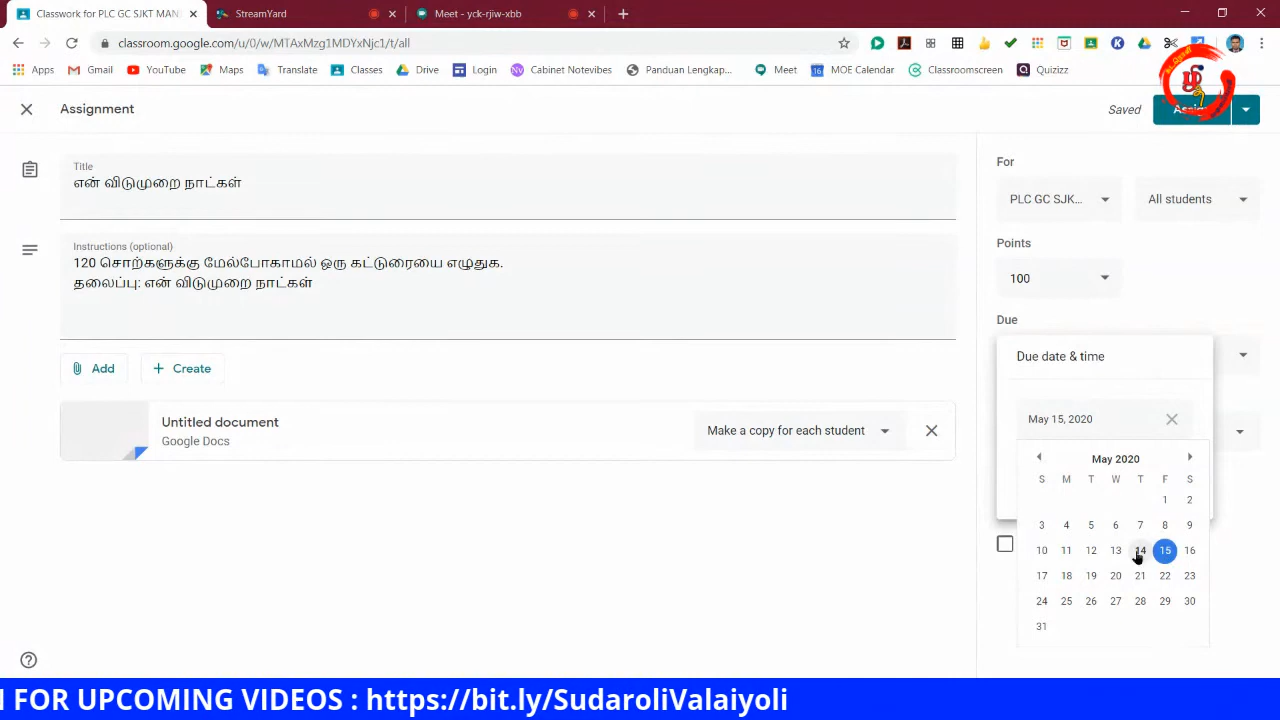 Classwork for PLC GC SJKT MAN
StreamYard
Meet - yck-rjiw-xbb
classroom.google.com/u/0/w/MTAxMzg1MDYxNjc1/t/all
Apps
Gmail
YouTube
Maps
Translate
Classes
Drive
Login
Cabinet Notevibes
Panduan Lengkap...
Meet
MOE Calendar
Classroomscreen
Quizizz
Assignment
Saved
Title
என் விடுமுறை நாட்கள்
Instructions (optional)
120 சொற்களுக்கு மேல்போகாமல் ஒரு கட்டுரையை எழுதுக.
தலைப்பு: என் விடுமுறை நாட்கள்
Add
Create
Untitled document
Google Docs
Make a copy for each student
For
PLC GC SJK...
All students
Points
100
Due
Due date & time
May 15, 2020
May 2020
S M T W T F S
1 2
3 4 5 6 7 8 9
10 11 12 13 14 15 16
17 18 19 20 21 22 23
24 25 26 27 28 29 30
31
FOR UPCOMING VIDEOS : https://bit.ly/SudaroliValaiyoli